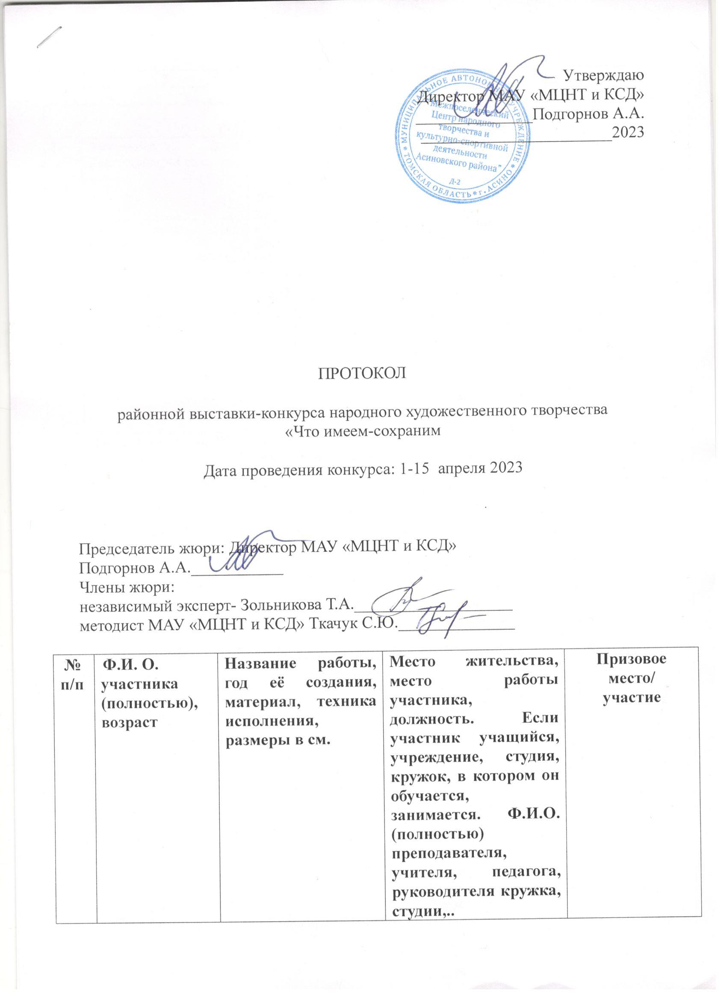 Утверждаю
Директор МАУ «МЦНТ и КСД»
Подгорнов А.А.
2023
* МУНИЦИПАЛЬНОЕ АВТОНОМНОЕ УЧРЕЖДЕНИЕ * ТОМСКАЯ ОБЛАСТЬ * г. АСИНО *
"Межпоселенческий
Центр народного
творчества и
культурно-спортивной
деятельности
Асиновского района"
Д-2
ПРОТОКОЛ
районной выставки-конкурса народного художественного творчества
«Что имеем-сохраним
Дата проведения конкурса: 1-15 апреля 2023
Председатель жюри: Директор МАУ «МЦНТ и КСД»
Подгорнов А.А.
Члены жюри:
независимый эксперт- Зольникова Т.А.
методист МАУ «МЦНТ и КСД» Ткачук С.Ю.
№
п/п
Ф.И. О.
участника
(полностью),
возраст
Название работы,
год её создания,
материал, техника
исполнения,
размеры в см.
Место жительства,
место работы
участника,
должность. Если
участник учащийся,
учреждение, студия,
кружок, в котором он
обучается,
занимается. Ф.И.О.
(полностью)
преподавателя,
учителя, педагога,
руководителя кружка,
студии,..
Призовое
место/
участие